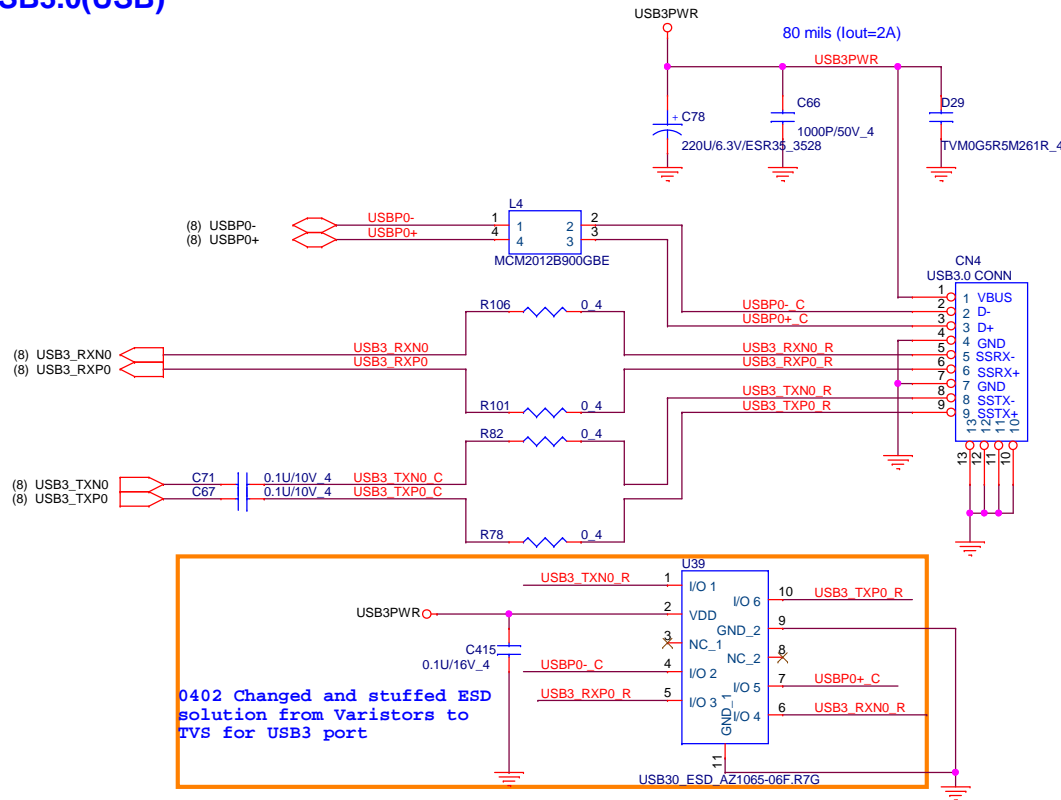 SB3.0(USB)
USB3PWR
80 mils (Iout=2A)
USB3PWR
C78
+
220U/6.3V/ESR35_3528
C66
1000P/50V_4
D29
TVM0G5R5M261R_4
L4
(8) USBP0- USBP0- 1 1 2 2
(8) USBP0+ USBP0+ 4 4 3 3
MCM2012B900GBE
CN4
USB3.0 CONN
1 1 VBUS
USBP0-_C 2 2 D-
USBP0+_C 3 3 D+
4 4 GND
USB3_RXN0_R 5 5 SSRX-
USB3_RXP0_R 6 6 SSRX+
7 7 GND
USB3_TXN0_R 8 8 SSTX-
USB3_TXP0_R 9 9 SSTX+
13 12 11 10
13 12 11 10
R106 0_4
(8) USB3_RXN0 USB3_RXN0
(8) USB3_RXP0 USB3_RXP0
R101 0_4
R82 0_4
(8) USB3_TXN0 C71 0.1U/10V_4 USB3_TXN0_C
(8) USB3_TXP0 C67 0.1U/10V_4 USB3_TXP0_C
R78 0_4
U39
USB3_TXN0_R 1 I/O 1
I/O 6 10 USB3_TXP0_R
USB3PWR 2 VDD
GND_2 9
3 NC_1
NC_2 8
C415
0.1U/16V_4
USBP0-_C 4 I/O 2
I/O 5 7 USBP0+_C
USB3_RXP0_R 5 I/O 3
I/O 4 6 USB3_RXN0_R
GND_1
11
USB30_ESD_AZ1065-06F.R7G
0402 Changed and stuffed ESD
solution from Varistors to
TVS for USB3 port